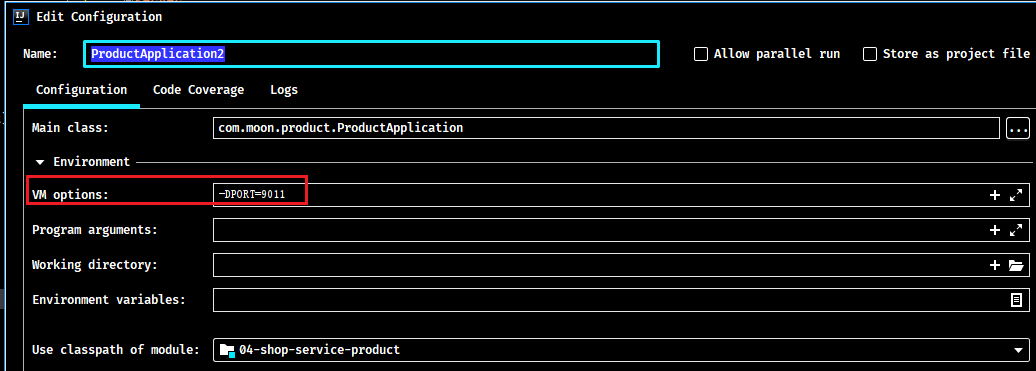 IJ Edit Configuration
Name: ProductApplication2 Allow parallel run Store as project file
Configuration Code Coverage Logs
Main class: com.moon.product.ProductApplication ...
Environment
VM options: -DPORT=9011
Program arguments:
Working directory:
Environment variables:
Use classpath of module: 04-shop-service-product